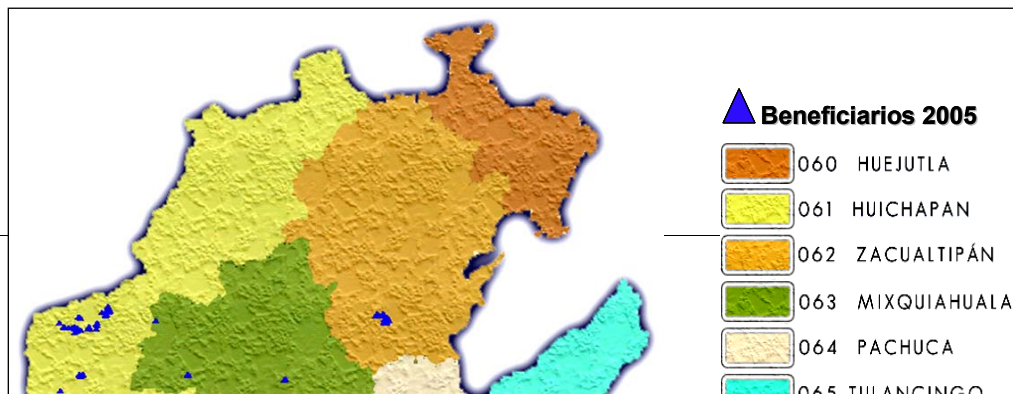 Beneficiarios 2005
060 HUEJUTLA
061 HUICHAPAN
062 ZACUALTIPÁN
063 MIXQUIAHUALA
064 PACHUCA
065 TULANCINGO